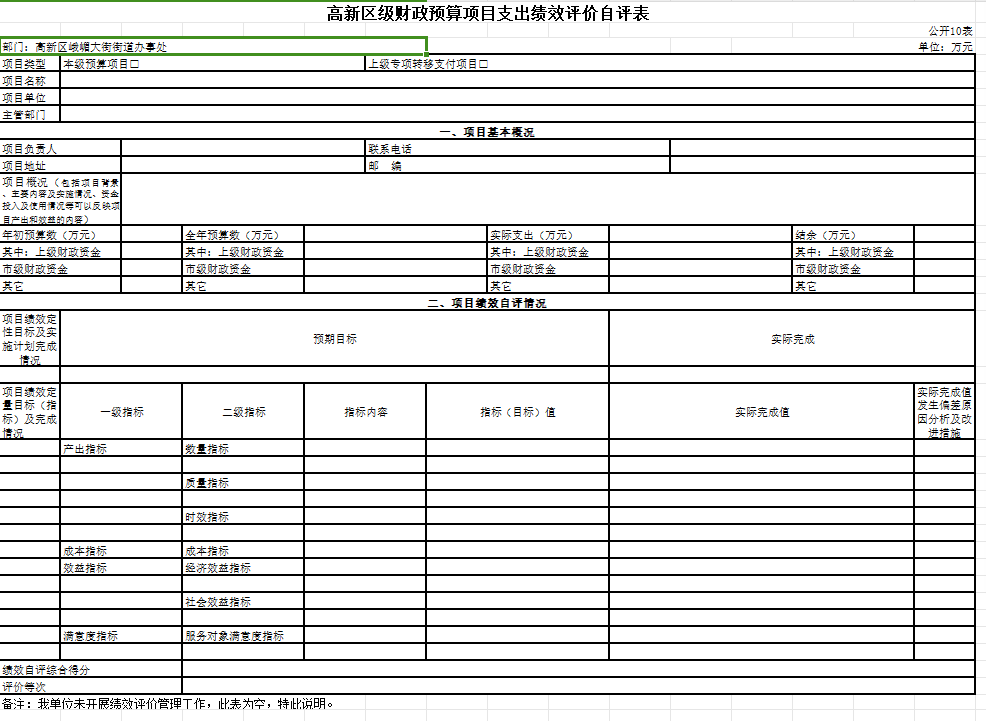 高新区级财政预算项目支出绩效评价自评表
公开10表
部门：高新区峨嵋大街街道办事处 单位：万元
项目类型 本级预算项目☐ 上级专项转移支付项目☐
项目名称
项目单位
主管部门
一、项目基本概况
项目负责人 联系电话
项目地址 邮 编
项目概况（包括项目背景
、主要内容及实施情况、资金
投入及使用情况等可以反映项
目产出和效益的内容）
年初预算数（万元） 全年预算数（万元） 实际支出（万元） 结余（万元）
其中：上级财政资金 其中：上级财政资金 其中：上级财政资金 其中：上级财政资金
市级财政资金 市级财政资金 市级财政资金 市级财政资金
其它 其它 其它 其它
二、项目绩效自评情况
项目绩效定
性目标及实
施计划完成
情况
预期目标 实际完成
项目绩效定
量目标（指
标）及完成
情况
一级指标 二级指标 指标内容 指标（目标）值 实际完成值
实际完成值
发生偏差原
因分析及改
进措施
产出指标 数量指标
质量指标
时效指标
成本指标 成本指标
效益指标 经济效益指标
社会效益指标
满意度指标 服务对象满意度指标
绩效自评综合得分
评价等次
备注：我单位未开展绩效评价管理工作，此表为空，特此说明。